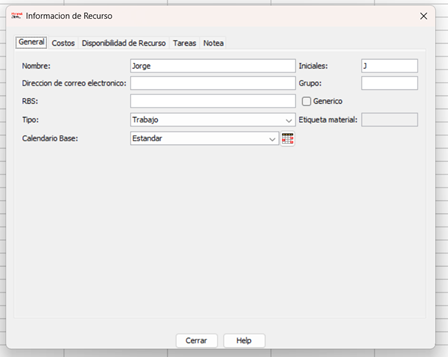 Informacion de Recurso
General Costos Disponibilidad de Recurso Tareas Notea
Nombre: Jorge Iniciales: J
Direccion de correo electronico: Grupo:
RBS: Generico
Tipo: Trabajo Etiqueta material:
Calendario Base: Estandar
Cerrar Help